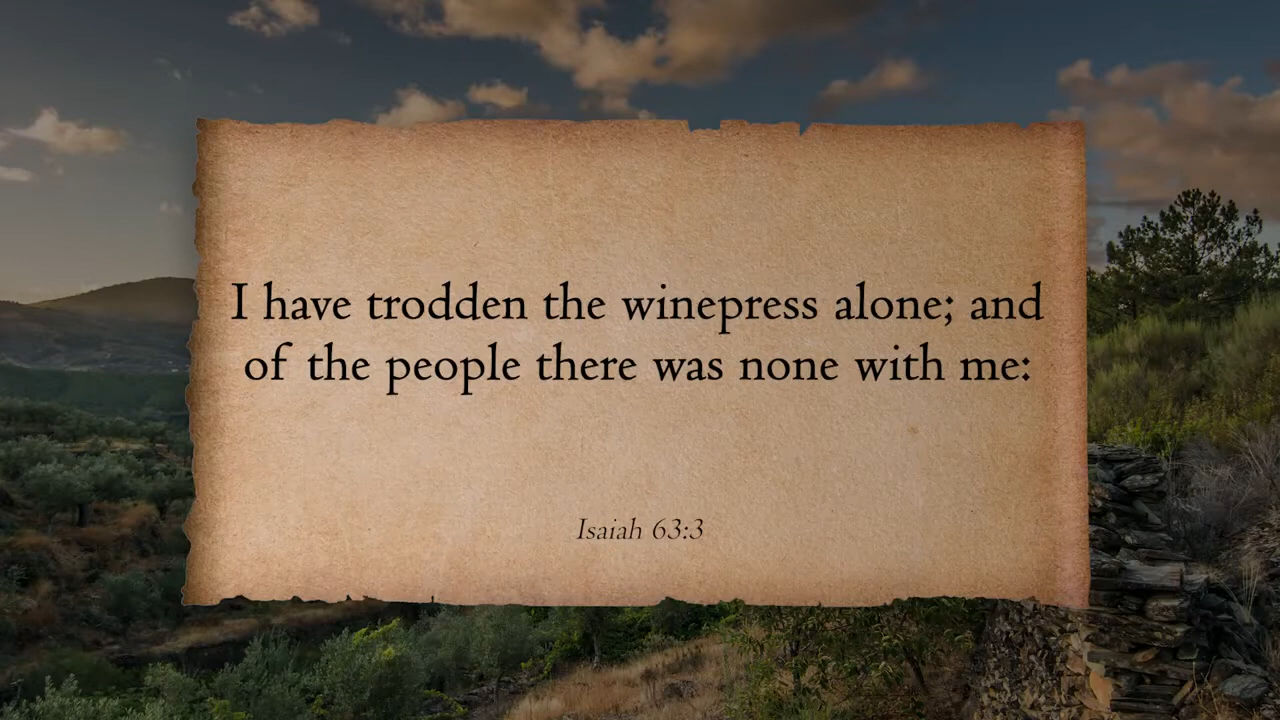 I have trodden the winepress alone; and
of the people there was none with me:
Isaiah 63:3